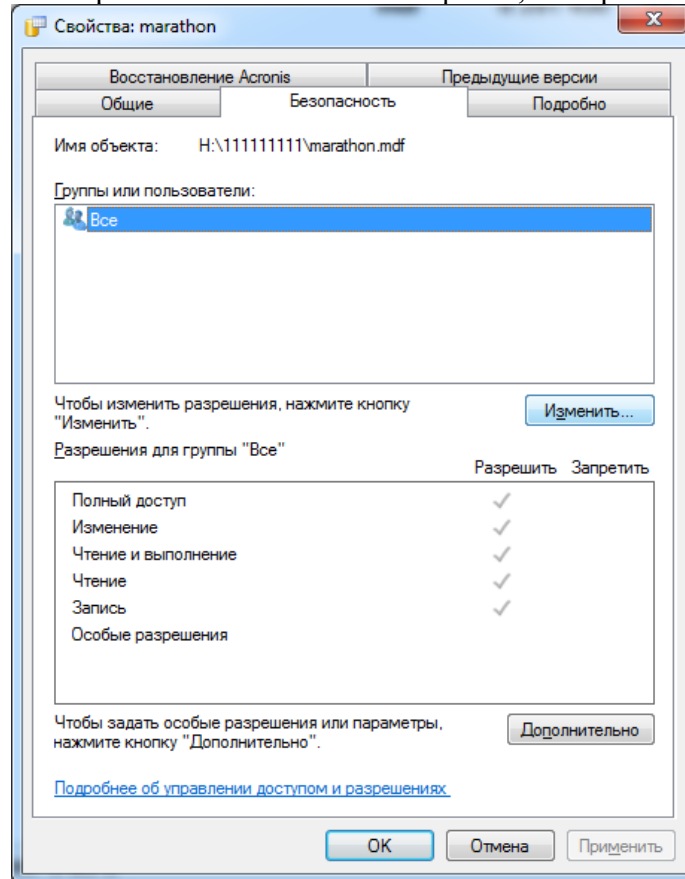 Свойства: marathon
Восстановление Acronis Предыдущие версии
Общие Безопасность Подробно
Имя объекта: H:\111111111\marathon.mdf
Группы или пользователи:
Все
Чтобы изменить разрешения, нажмите кнопку
"Изменить".
Изменить...
Разрешения для группы "Все"
Разрешить Запретить
Полный доступ
Изменение
Чтение и выполнение
Чтение
Запись
Особые разрешения
Чтобы задать особые разрешения или параметры,
нажмите кнопку "Дополнительно".
Дополнительно
Подробнее об управлении доступом и разрешениях
OK Отмена Применить